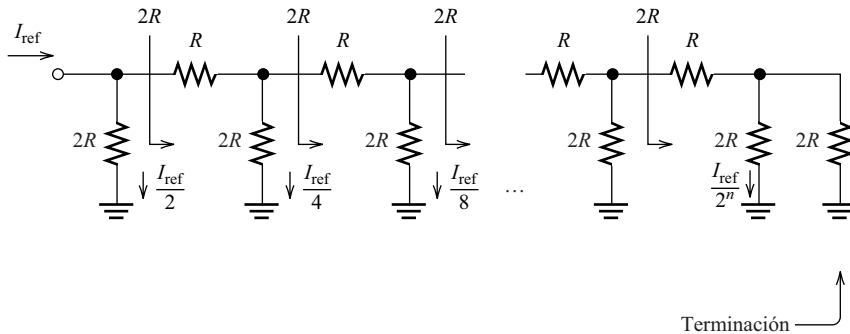 I_ref
2R R 2R R 2R R 2R R
2R 2R 2R 2R 2R 2R
I_ref/2 I_ref/4 I_ref/8 ... I_ref/2^n
Terminación